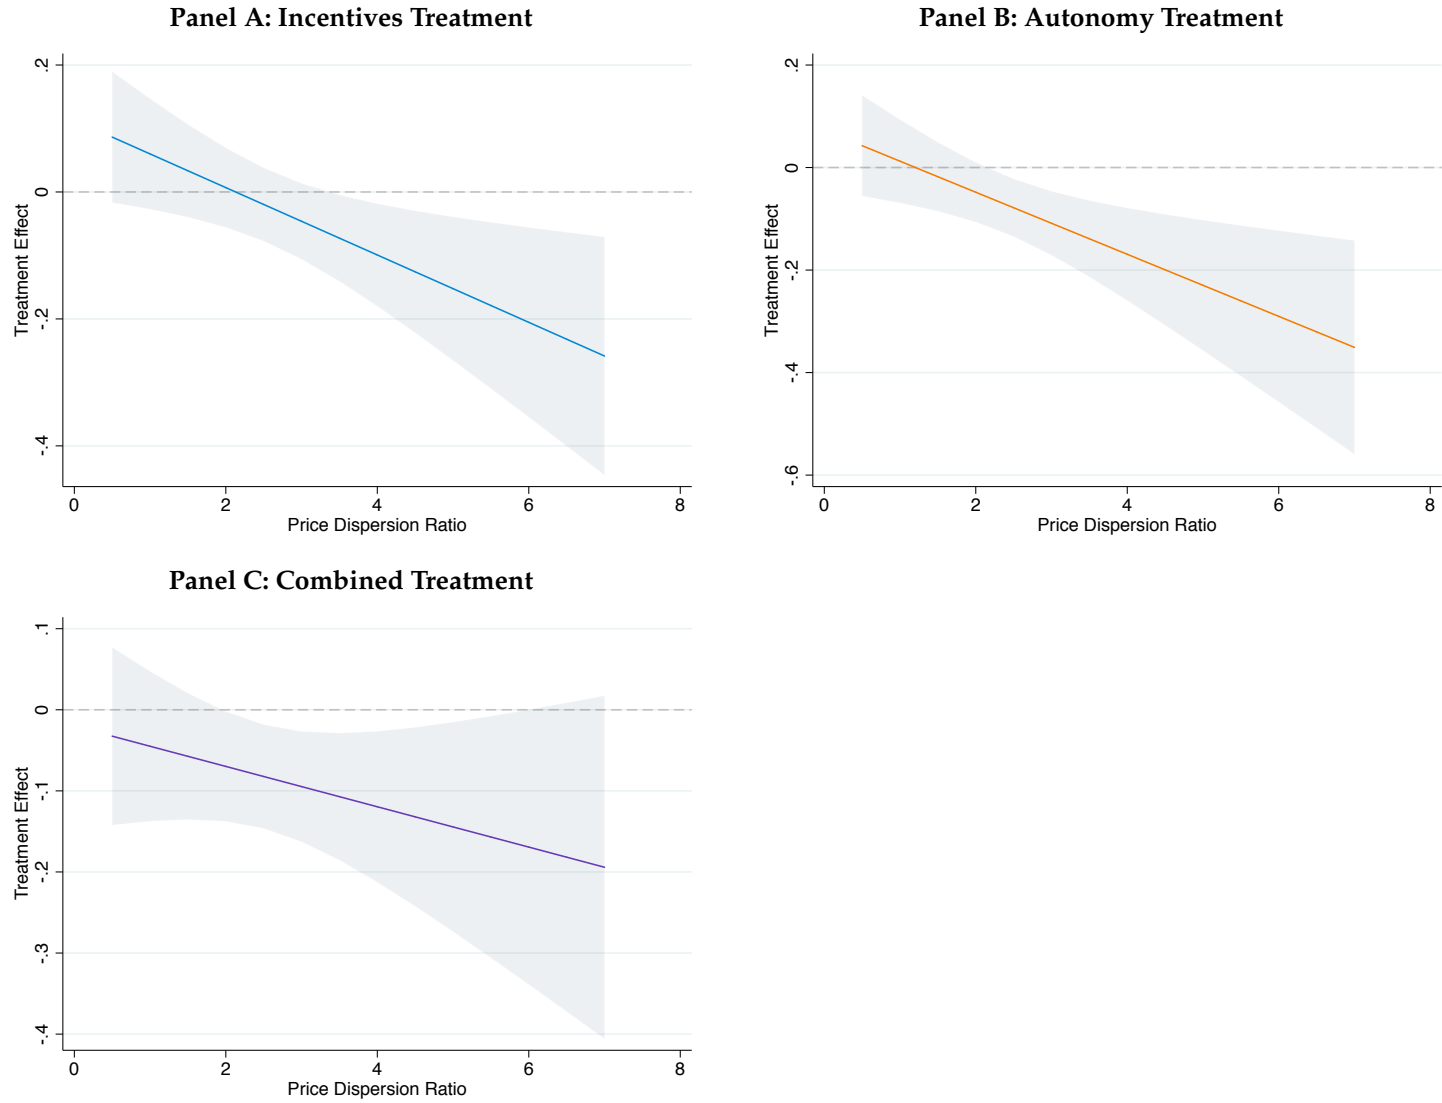 Panel A: Incentives Treatment
.2
0
-.2
-.4
Treatment Effect
0 2 4 6 8
Price Dispersion Ratio
Panel B: Autonomy Treatment
.2
0
-.2
-.4
-.6
Treatment Effect
0 2 4 6 8
Price Dispersion Ratio
Panel C: Combined Treatment
.1
0
-.1
-.2
-.3
-.4
Treatment Effect
0 2 4 6 8
Price Dispersion Ratio